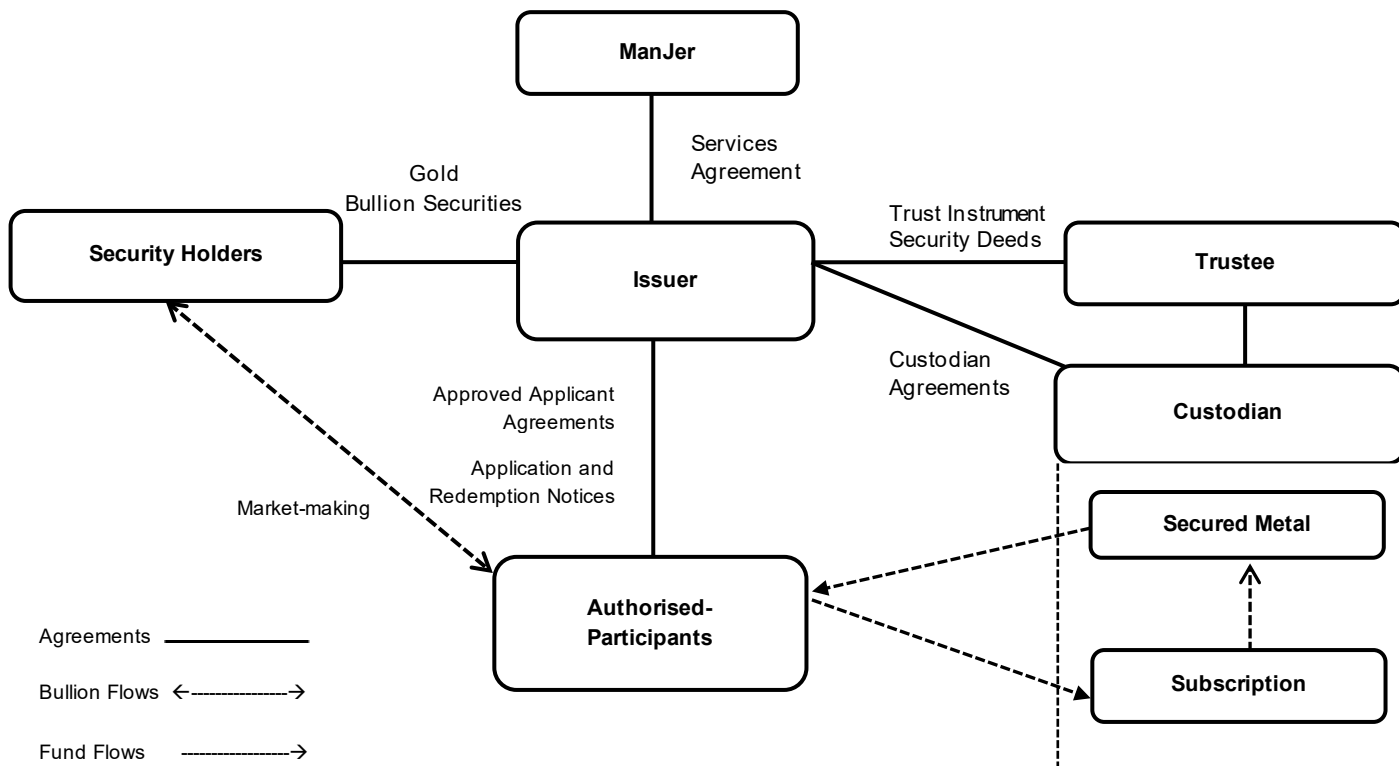 ManJer
Services
Agreement
Gold
Bullion Securities
Trust Instrument
Security Deeds
Security Holders
Issuer
Trustee
Custodian
Agreements
Approved Applicant
Agreements
Custodian
Application and
Redemption Notices
Market-making
Secured Metal
Authorised-
Participants
Agreements
Subscription
Bullion Flows
Fund Flows